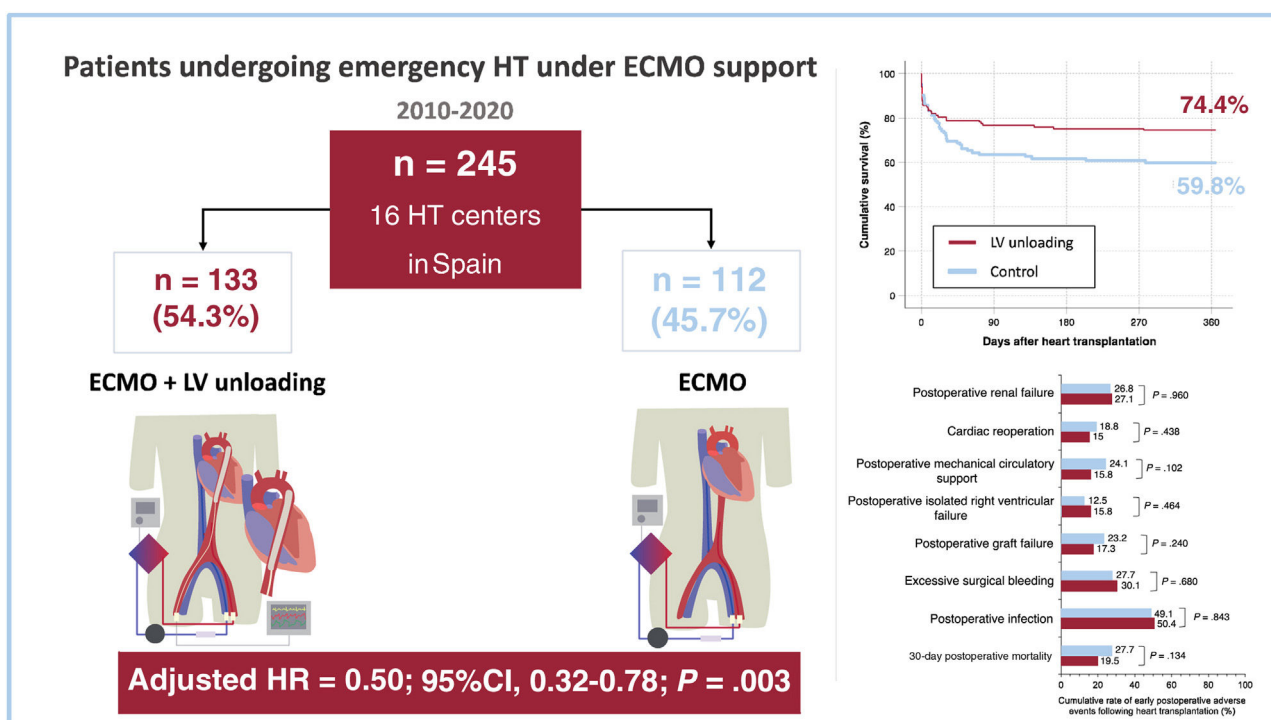 Patients undergoing emergency HT under ECMO support
2010-2020
n = 245
16 HT centers
in Spain
n = 133
(54.3%)
n = 112
(45.7%)
ECMO + LV unloading
ECMO
Adjusted HR = 0.50; 95%CI, 0.32-0.78; P = .003
Cumulative survival (%)
100
80
60
40
20
0
74.4%
59.8%
LV unloading
Control
0
90
180
270
360
Days after heart transplantation
Postoperative renal failure
26.8
27.1
P = .960
Cardiac reoperation
18.8
15
P = .438
Postoperative mechanical circulatory
support
24.1
15.8
P = .102
Postoperative isolated right ventricular
failure
12.5
15.8
P = .464
Postoperative graft failure
23.2
17.3
P = .240
Excessive surgical bleeding
27.7
30.1
P = .680
Postoperative infection
49.1
50.4
P = .843
30-day postoperative mortality
27.7
19.5
P = .134
0
20
40
60
80
100
Cumulative rate of early postoperative adverse
events following heart transplantation (%)